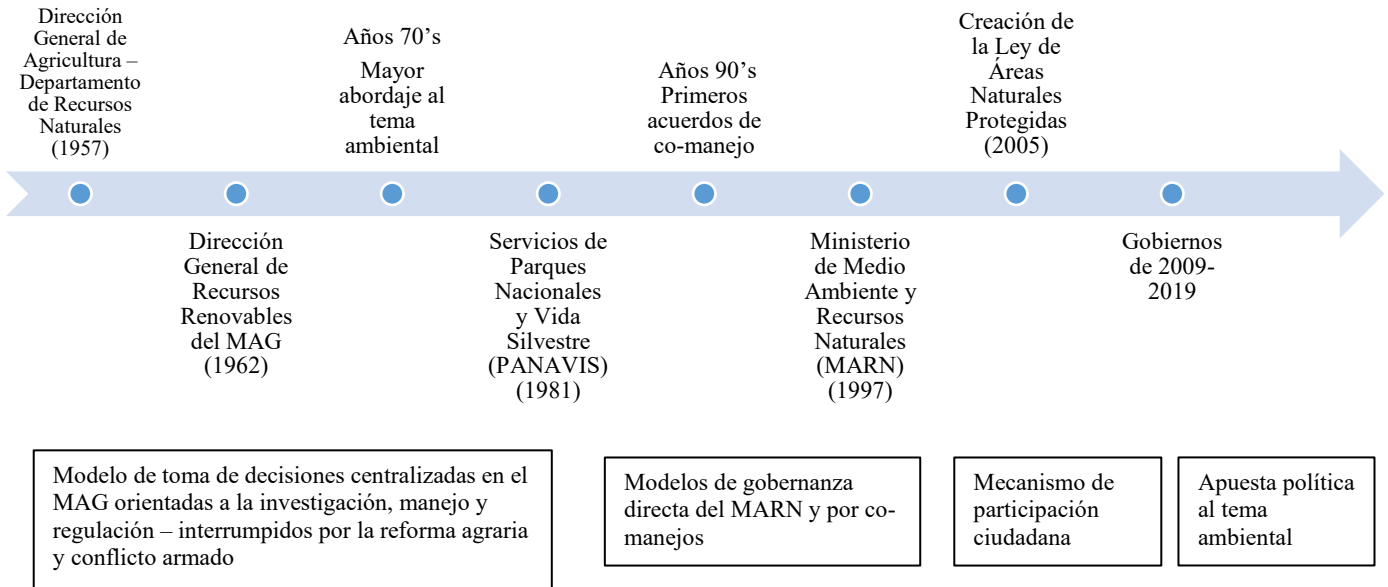 Dirección
General de
Agricultura –
Departamento
de Recursos
Naturales
(1957)
Años 70's
Mayor
abordaje al
tema
ambiental
Años 90's
Primeros
acuerdos de
co-manejo
Creación de
la Ley de
Áreas
Naturales
Protegidas
(2005)
Dirección
General de
Recursos
Renovables
del MAG
(1962)
Servicios de
Parques
Nacionales
y Vida
Silvestre
(PANAVIS)
(1981)
Ministerio
de Medio
Ambiente y
Recursos
Naturales
(MARN)
(1997)
Gobiernos
de 2009-
2019
Modelo de toma de decisiones centralizadas en el
MAG orientadas a la investigación, manejo y
regulación – interrumpidos por la reforma agraria
y conflicto armado
Modelos de gobernanza
directa del MARN y por co-
manejos
Mecanismo de
participación
ciudadana
Apuesta política
al tema
ambiental